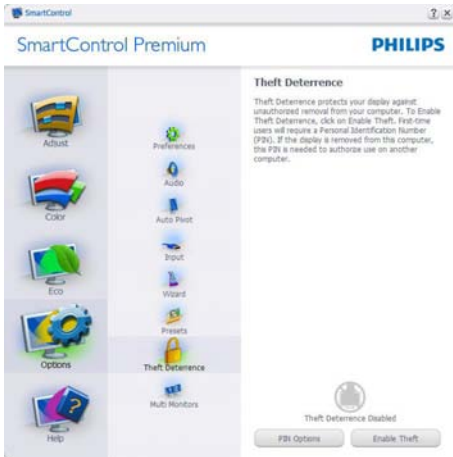 SmartControl
SmartControl Premium
PHILIPS
Adjust
Color
Eco
Options
Help
Preferences
Audio
Auto Pivot
Input
Wizard
Presets
Theft Deterrence
Multi Monitors
Theft Deterrence
Theft Deterrence protects your display against
unauthorized removal from your computer. To Enable
Theft Deterrence, click on Enable Theft. First-time
users will require a Personal Identification Number
(PIN). If the display is removed from this computer,
the PIN is needed to authorize use on another
computer.
Theft Deterrence Disabled
PIN Options
Enable Theft